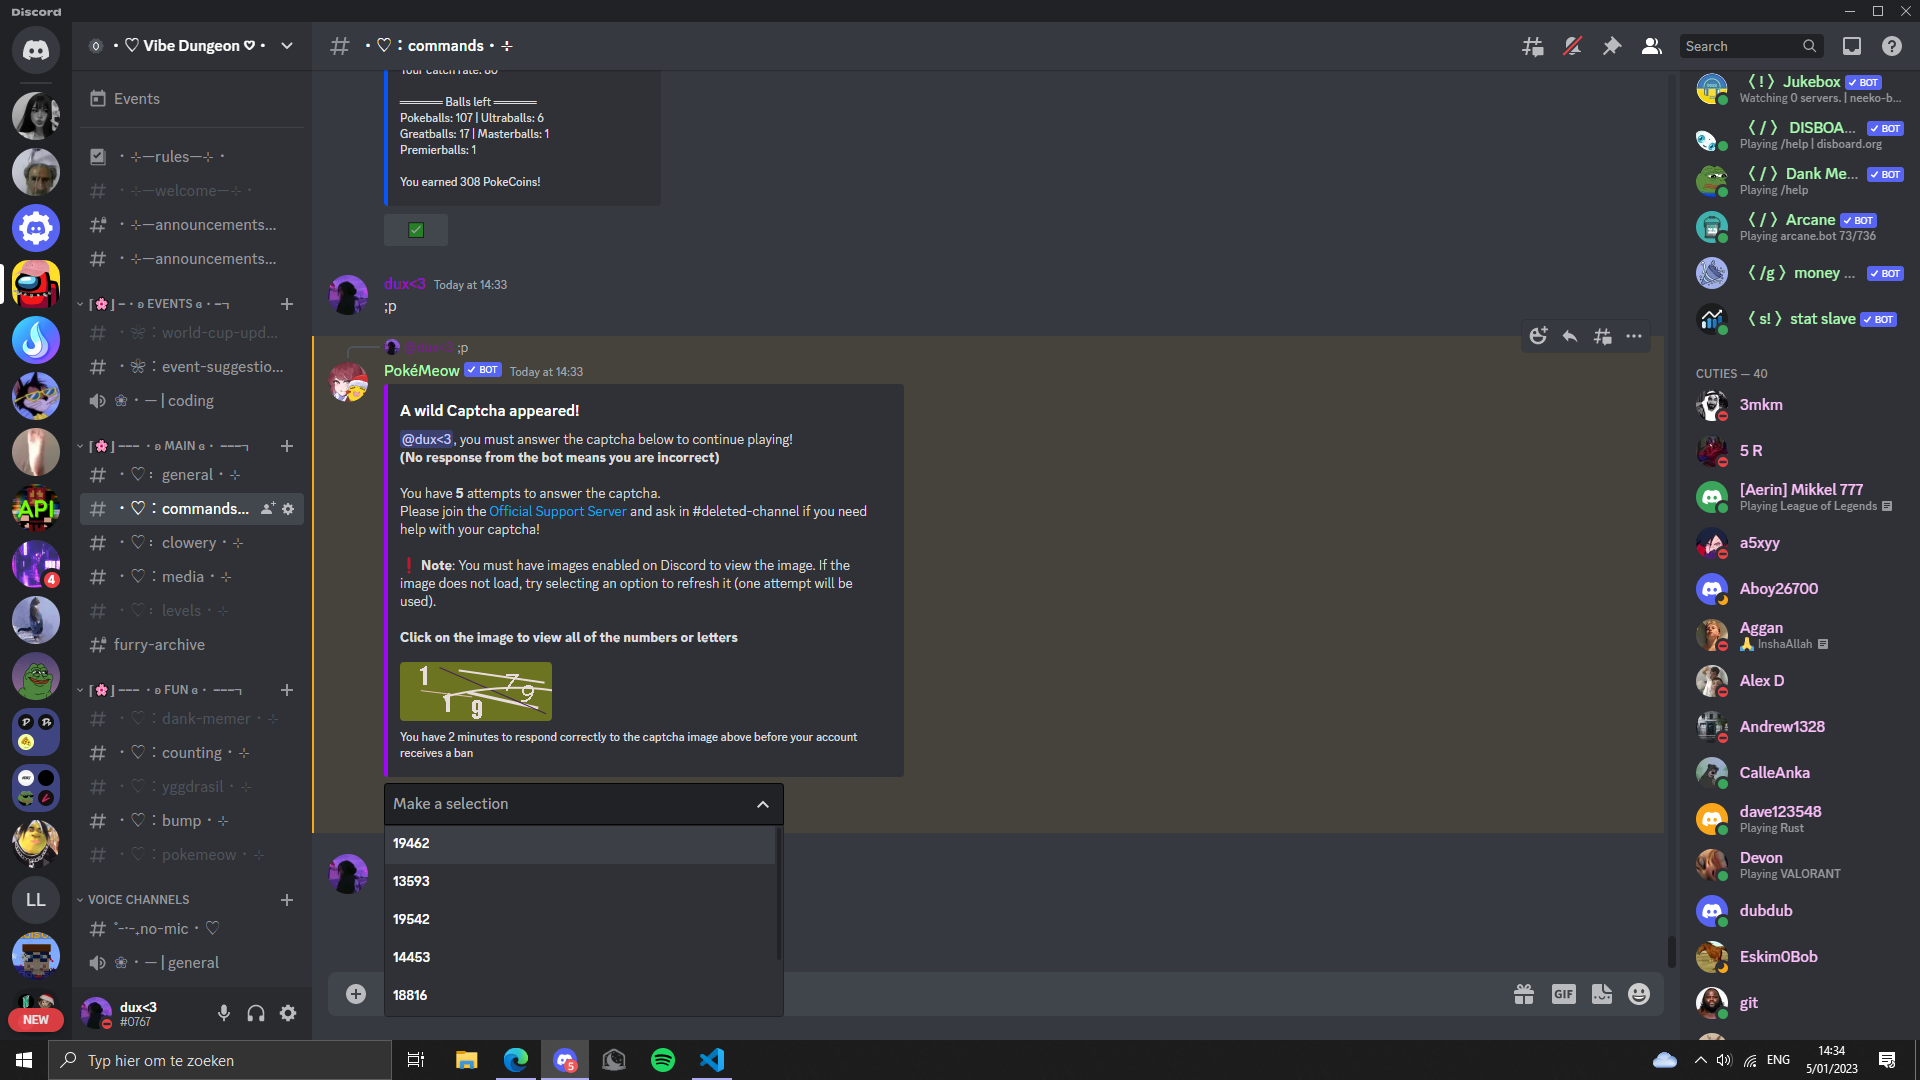 Discord
・♡ Vibe Dungeon ♡・
Events
・⊹—rules—⊹・
・⊹—welcome—⊹・
・⊹—announcements...
・⊹—announcements...
EVENTS
world-cup-upd...
event-suggestio...
— | coding
MAIN
・♡: general・⊹
・♡: commands...
・♡: clowery・⊹
・♡: media・⊹
・♡: levels・⊹
furry-archive
FUN
・♡: dank-memer・⊹
・♡: counting・⊹
・♡: yggdrasil・⊹
・♡: bump・⊹
・♡: pokemeow・⊹
VOICE CHANNELS
no-mic・♡
— | general
API
4
LL
NEW
dux<3
#0767
・♡: commands・⊹
Search
Your catch rate: 80
Balls left
Pokeballs: 107 | Ultraballs: 6
Greatballs: 17 | Masterballs: 1
Premierballs: 1
You earned 308 PokeCoins!
dux<3 Today at 14:33
;p
@dux<3 ;p
PokéMeow BOT Today at 14:33
A wild Captcha appeared!
@dux<3, you must answer the captcha below to continue playing!
(No response from the bot means you are incorrect)
You have 5 attempts to answer the captcha.
Please join the Official Support Server and ask in #deleted-channel if you need
help with your captcha!
❗ Note: You must have images enabled on Discord to view the image. If the
image does not load, try selecting an option to refresh it (one attempt will be
used).
Click on the image to view all of the numbers or letters
1 1 9 7 9
You have 2 minutes to respond correctly to the captcha image above before your account
receives a ban
Make a selection
19462
13593
19542
14453
18816
GIF
〈!〉 Jukebox BOT
Watching 0 servers. | neeko-b...
〈/〉 DISBOA... BOT
Playing /help | disboard.org
〈/〉 Dank Me... BOT
Playing /help
〈/〉 Arcane BOT
Playing arcane.bot 73/736
〈/g〉 money ... BOT
〈s!〉 stat slave BOT
CUTIES — 40
3mkm
5 R
[Aerin] Mikkel 777
Playing League of Legends
a5xyy
Aboy26700
Aggan
🙏 InshaAllah
Alex D
Andrew1328
CalleAnka
dave123548
Playing Rust
Devon
Playing VALORANT
dubdub
Eskim0Bob
git
Typ hier om te zoeken
5
ENG
14:34
5/01/2023